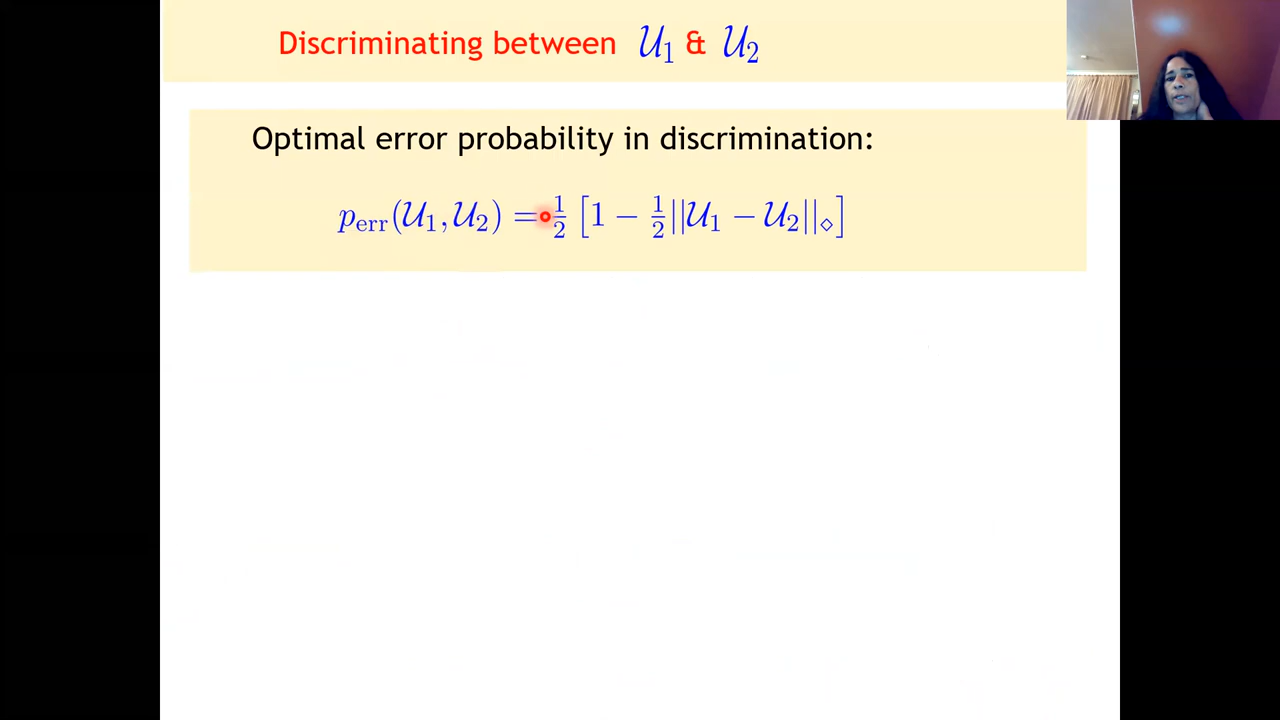 Discriminating between 𝒰₁ & 𝒰₂
Optimal error probability in discrimination:
p_err(𝒰₁, 𝒰₂) = ½ [1 − ½||𝒰₁ − 𝒰₂||⋄]